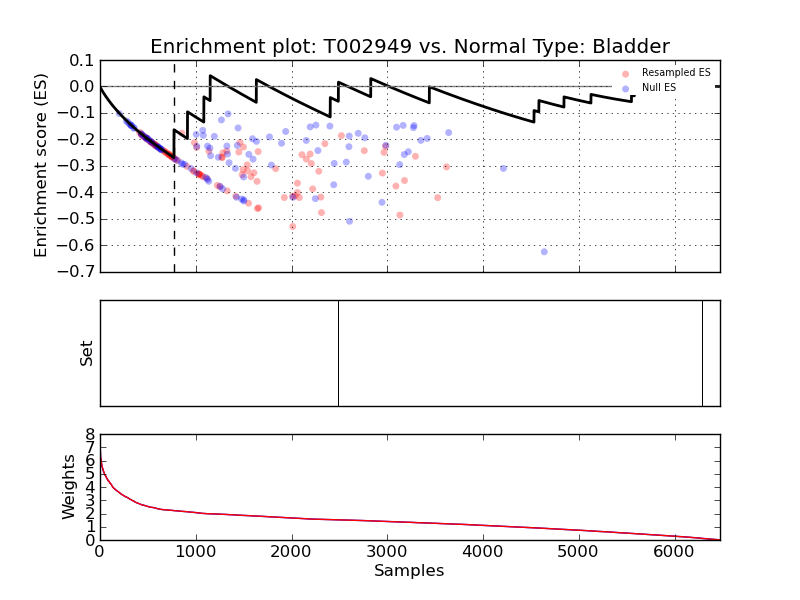 Enrichment plot: T002949 vs. Normal Type: Bladder
Enrichment score (ES)
0.1
0.0
−0.1
−0.2
−0.3
−0.4
−0.5
−0.6
−0.7
Resampled ES
Null ES
Set
Weights
8
7
6
5
4
3
2
1
0
0 1000 2000 3000 4000 5000 6000
Samples